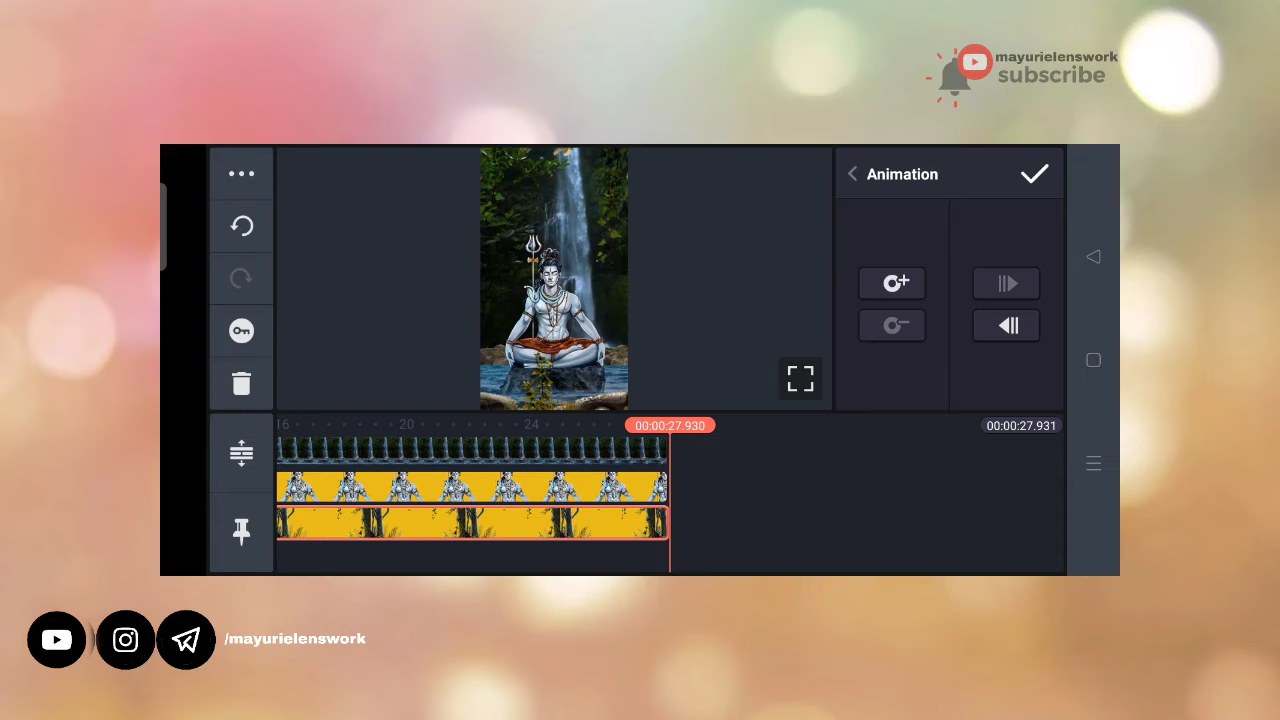 mayurielenswork
subscribe
Animation
16
20
24
00:00:27.930
00:00:27.931
/mayurielenswork